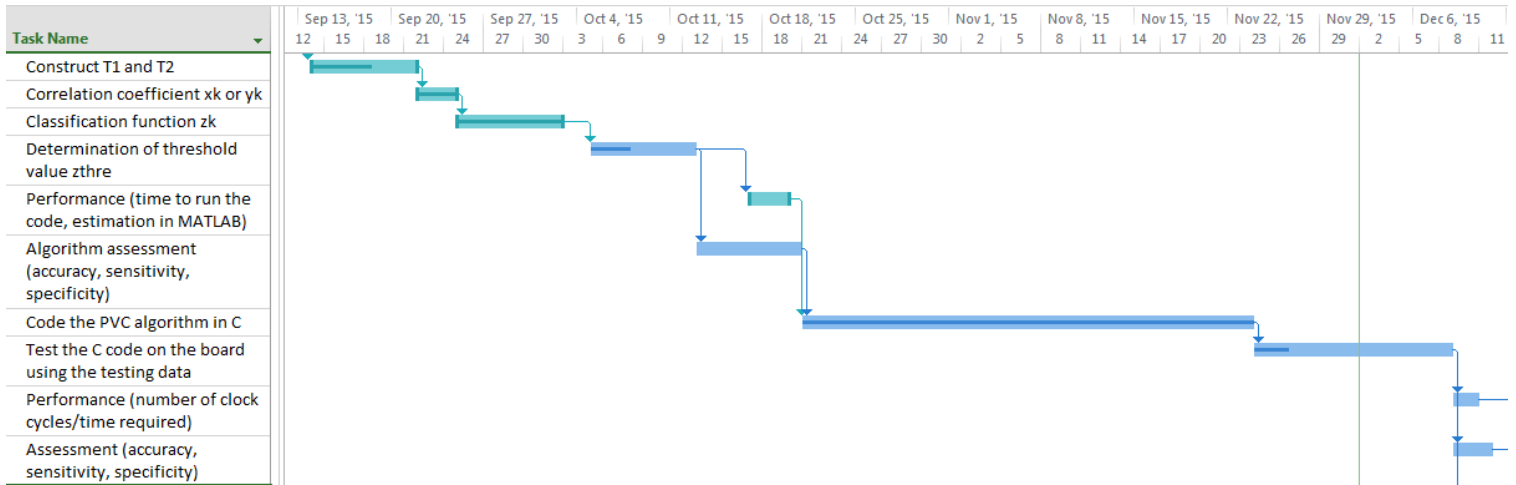 Sep 13, '15 Sep 20, '15 Sep 27, '15 Oct 4, '15 Oct 11, '15 Oct 18, '15 Oct 25, '15 Nov 1, '15 Nov 8, '15 Nov 15, '15 Nov 22, '15 Nov 29, '15 Dec 6, '15
Task Name 12 15 18 21 24 27 30 3 6 9 12 15 18 21 24 27 30 2 5 8 11 14 17 20 23 26 29 2 5 8 11
Construct T1 and T2
Correlation coefficient xk or yk
Classification function zk
Determination of threshold
value zthre
Performance (time to run the
code, estimation in MATLAB)
Algorithm assessment
(accuracy, sensitivity,
specificity)
Code the PVC algorithm in C
Test the C code on the board
using the testing data
Performance (number of clock
cycles/time required)
Assessment (accuracy,
sensitivity, specificity)